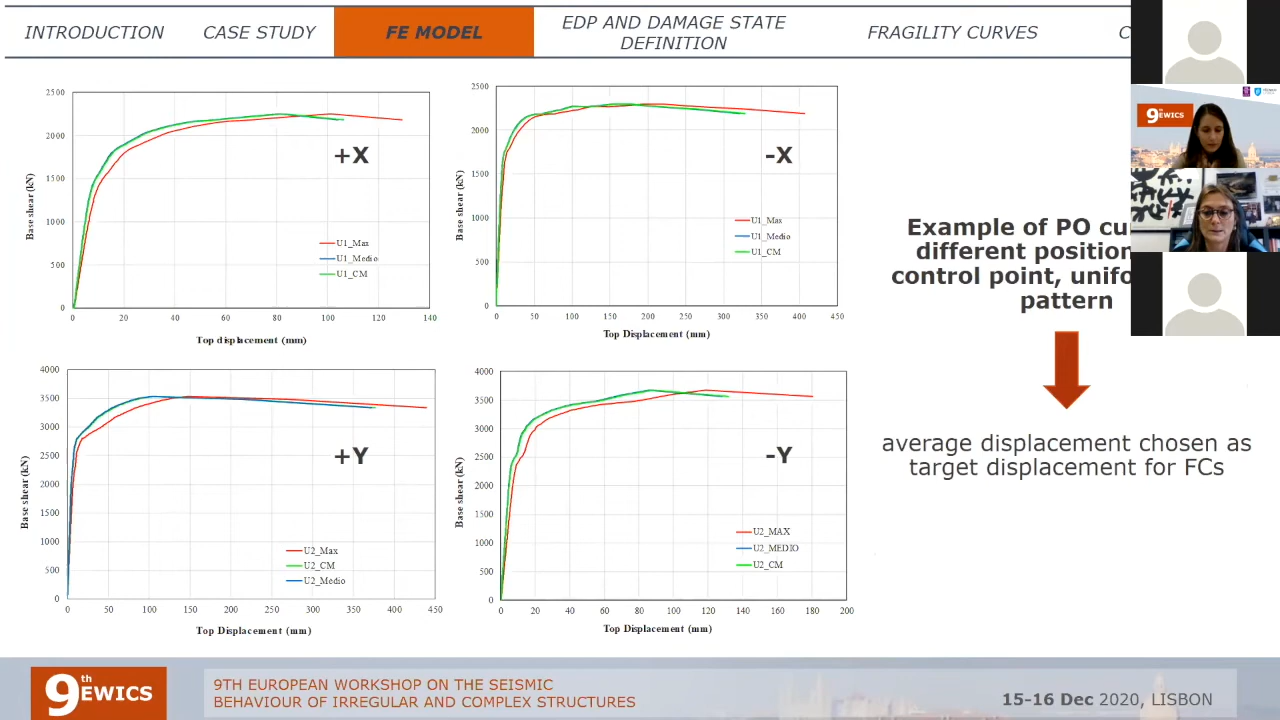 INTRODUCTION
CASE STUDY
FE MODEL
EDP AND DAMAGE STATE
DEFINITION
FRAGILITY CURVES
C
9th
EWICS
2500
2000
1500
1000
500
0
Base shear (kN)
+X
U1_Max
U1_Medio
U1_CM
0 20 40 60 80 100 120 140
Top displacement (mm)
2500
2000
1500
1000
500
0
Base shear (kN)
-X
U1_Max
U1_Medio
U1_CM
0 50 100 150 200 250 300 350 400 450
Top Displacement (mm)
Example of PO cu
different position
control point, unifo
pattern
average displacement chosen as
target displacement for FCs
4000
3500
3000
2500
2000
1500
1000
500
0
Base shear (kN)
+Y
U2_Max
U2_CM
U2_Medio
0 50 100 150 200 250 300 350 400 450
Top Displacement (mm)
4000
3500
3000
2500
2000
1500
1000
500
0
Base shear (kN)
-Y
U2_MAX
U2_MEDIO
U2_CM
0 20 40 60 80 100 120 140 160 180 200
Top Displacement (mm)
9th
EWICS
9TH EUROPEAN WORKSHOP ON THE SEISMIC
BEHAVIOUR OF IRREGULAR AND COMPLEX STRUCTURES
15-16 Dec 2020, LISBON